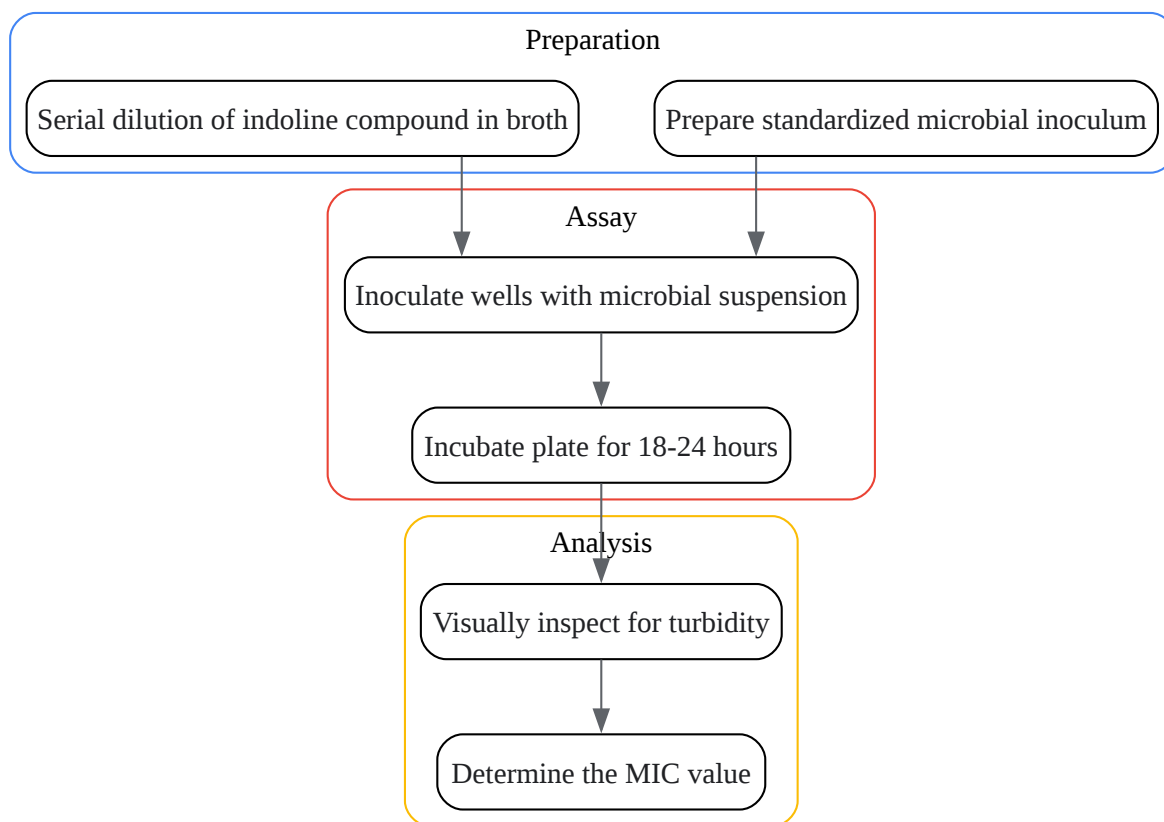 Preparation
Serial dilution of indoline compound in broth
Prepare standardized microbial inoculum
Assay
Inoculate wells with microbial suspension
Incubate plate for 18-24 hours
Analysis
Visually inspect for turbidity
Determine the MIC value